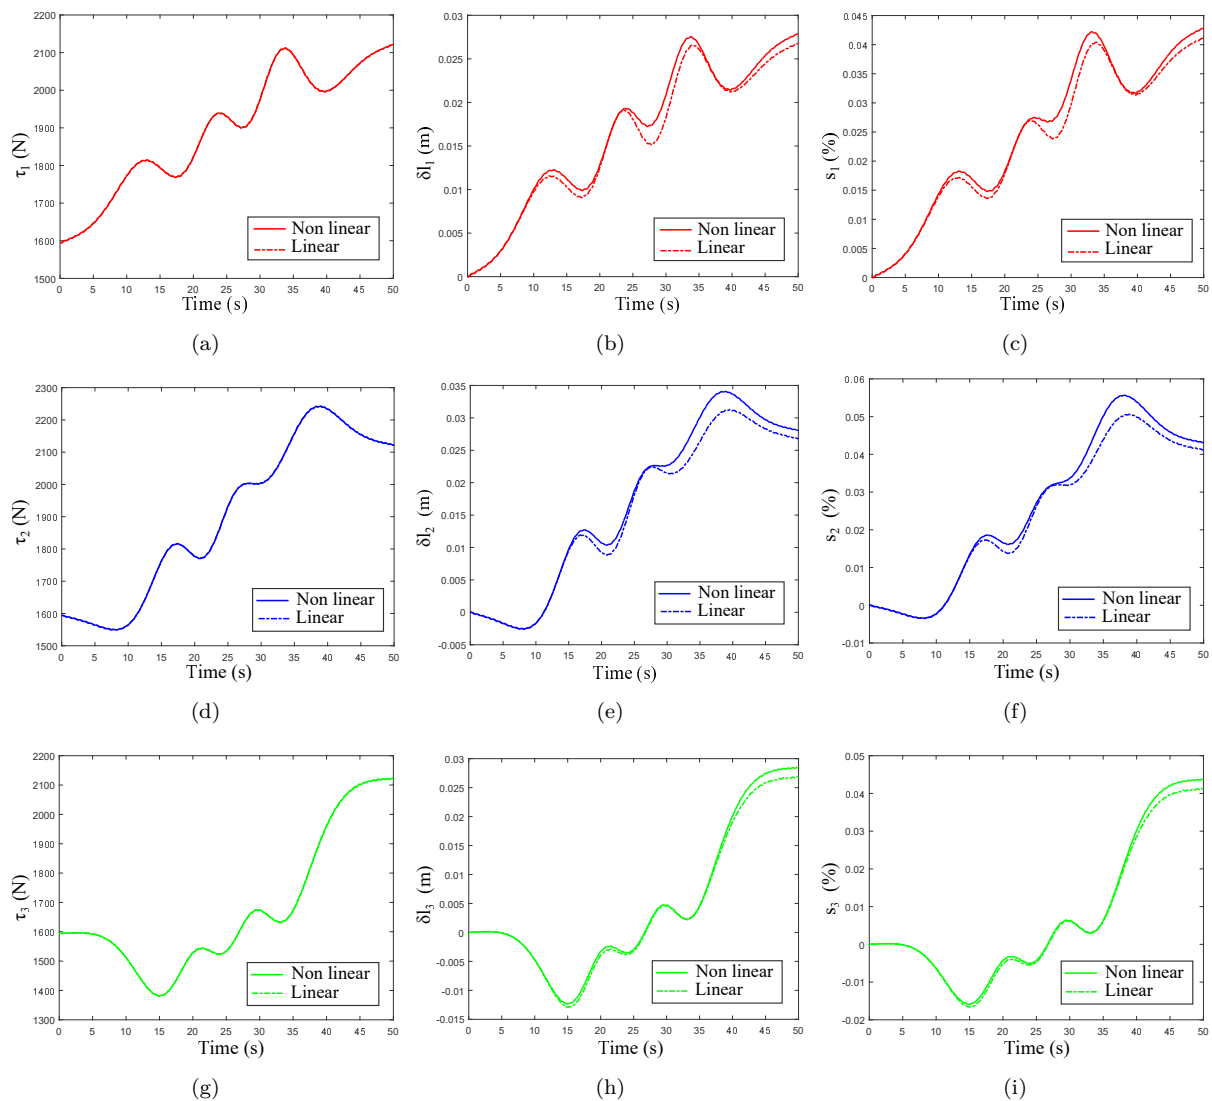 2200
2100
2000
1900
1800
1700
1600
1500
0 5 10 15 20 25 30 35 40 45 50
τ1 (N)
Time (s)
Non linear
Linear
(a)
0.03
0.025
0.02
0.015
0.01
0.005
0
0 5 10 15 20 25 30 35 40 45 50
δl1 (m)
Time (s)
Non linear
Linear
(b)
0.045
0.04
0.035
0.03
0.025
0.02
0.015
0.01
0.005
0
0 5 10 15 20 25 30 35 40 45 50
s1 (%)
Time (s)
Non linear
Linear
(c)
2300
2200
2100
2000
1900
1800
1700
1600
1500
0 5 10 15 20 25 30 35 40 45 50
τ2 (N)
Time (s)
Non linear
Linear
(d)
0.035
0.03
0.025
0.02
0.015
0.01
0.005
0
-0.005
0 5 10 15 20 25 30 35 40 45 50
δl2 (m)
Time (s)
Non linear
Linear
(e)
0.06
0.05
0.04
0.03
0.02
0.01
0
-0.01
0 5 10 15 20 25 30 35 40 45 50
s2 (%)
Time (s)
Non linear
Linear
(f)
2200
2100
2000
1900
1800
1700
1600
1500
1400
1300
0 5 10 15 20 25 30 35 40 45 50
τ3 (N)
Time (s)
Non linear
Linear
(g)
0.03
0.025
0.02
0.015
0.01
0.005
0
-0.005
-0.01
-0.015
0 5 10 15 20 25 30 35 40 45 50
δl3 (m)
Time (s)
Non linear
Linear
(h)
0.05
0.04
0.03
0.02
0.01
0
-0.01
-0.02
0 5 10 15 20 25 30 35 40 45 50
s3 (%)
Time (s)
Non linear
Linear
(i)